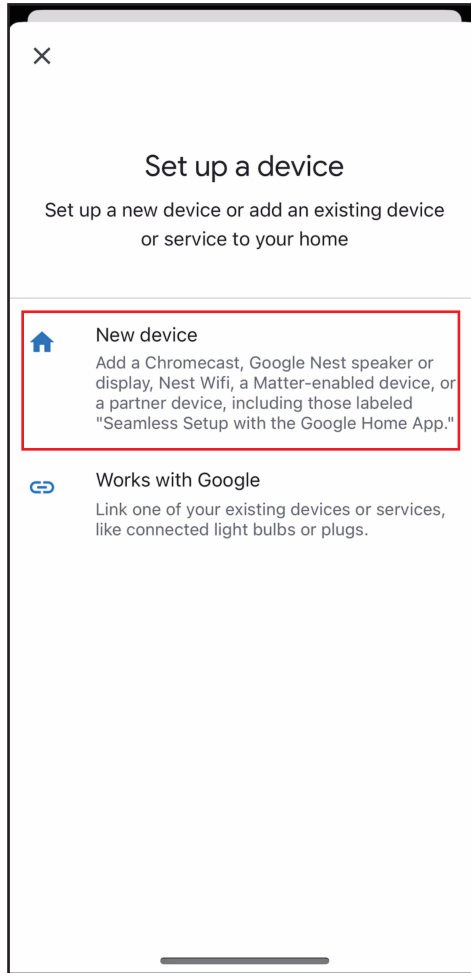 Set up a device
Set up a new device or add an existing device
or service to your home
New device
Add a Chromecast, Google Nest speaker or
display, Nest Wifi, a Matter-enabled device, or
a partner device, including those labeled
"Seamless Setup with the Google Home App."
Works with Google
Link one of your existing devices or services,
like connected light bulbs or plugs.